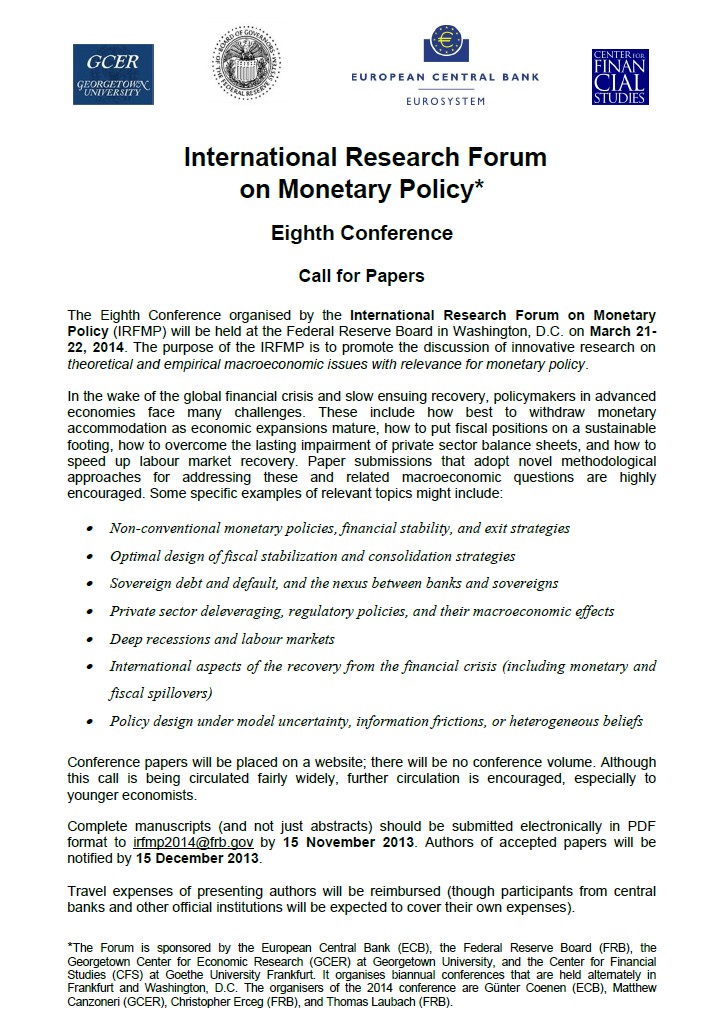 GCER
GEORGETOWN
UNIVERSITY
BOARD OF GOVERNORS
OF THE FEDERAL RESERVE SYSTEM
EUROPEAN CENTRAL BANK
EUROSYSTEM
CENTER FOR
FINAN
CIAL
STUDIES
International Research Forum
on Monetary Policy*
Eighth Conference
Call for Papers
The Eighth Conference organised by the International Research Forum on Monetary
Policy (IRFMP) will be held at the Federal Reserve Board in Washington, D.C. on March 21-
22, 2014. The purpose of the IRFMP is to promote the discussion of innovative research on
theoretical and empirical macroeconomic issues with relevance for monetary policy.
In the wake of the global financial crisis and slow ensuing recovery, policymakers in advanced
economies face many challenges. These include how best to withdraw monetary
accommodation as economic expansions mature, how to put fiscal positions on a sustainable
footing, how to overcome the lasting impairment of private sector balance sheets, and how to
speed up labour market recovery. Paper submissions that adopt novel methodological
approaches for addressing these and related macroeconomic questions are highly
encouraged. Some specific examples of relevant topics might include:
• Non-conventional monetary policies, financial stability, and exit strategies
• Optimal design of fiscal stabilization and consolidation strategies
• Sovereign debt and default, and the nexus between banks and sovereigns
• Private sector deleveraging, regulatory policies, and their macroeconomic effects
• Deep recessions and labour markets
• International aspects of the recovery from the financial crisis (including monetary and
fiscal spillovers)
• Policy design under model uncertainty, information frictions, or heterogeneous beliefs
Conference papers will be placed on a website; there will be no conference volume. Although
this call is being circulated fairly widely, further circulation is encouraged, especially to
younger economists.
Complete manuscripts (and not just abstracts) should be submitted electronically in PDF
format to irfmp2014@frb.gov by 15 November 2013. Authors of accepted papers will be
notified by 15 December 2013.
Travel expenses of presenting authors will be reimbursed (though participants from central
banks and other official institutions will be expected to cover their own expenses).
*The Forum is sponsored by the European Central Bank (ECB), the Federal Reserve Board (FRB), the
Georgetown Center for Economic Research (GCER) at Georgetown University, and the Center for Financial
Studies (CFS) at Goethe University Frankfurt. It organises biannual conferences that are held alternately in
Frankfurt and Washington, D.C. The organisers of the 2014 conference are Günter Coenen (ECB), Matthew
Canzoneri (GCER), Christopher Erceg (FRB), and Thomas Laubach (FRB).